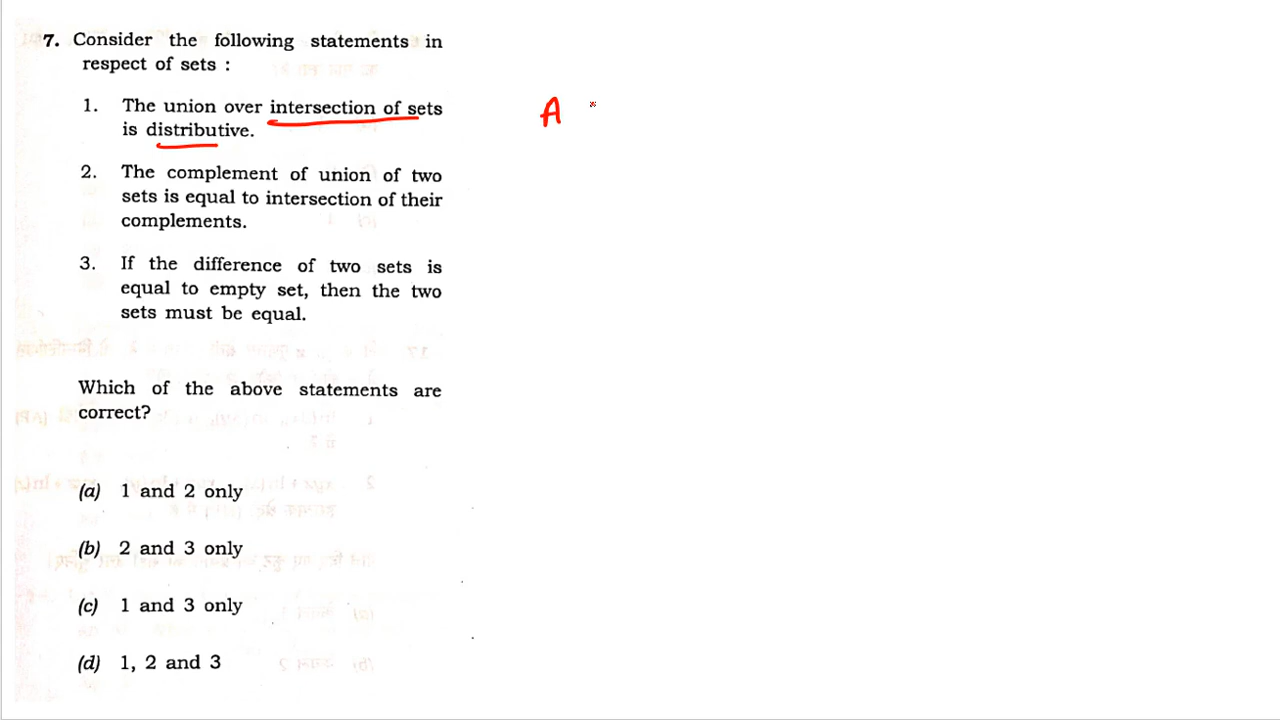 7. Consider the following statements in
respect of sets :
1. The union over intersection of sets
is distributive.
A
2. The complement of union of two
sets is equal to intersection of their
complements.
3. If the difference of two sets is
equal to empty set, then the two
sets must be equal.
Which of the above statements are
correct?
(a) 1 and 2 only
(b) 2 and 3 only
(c) 1 and 3 only
(d) 1, 2 and 3